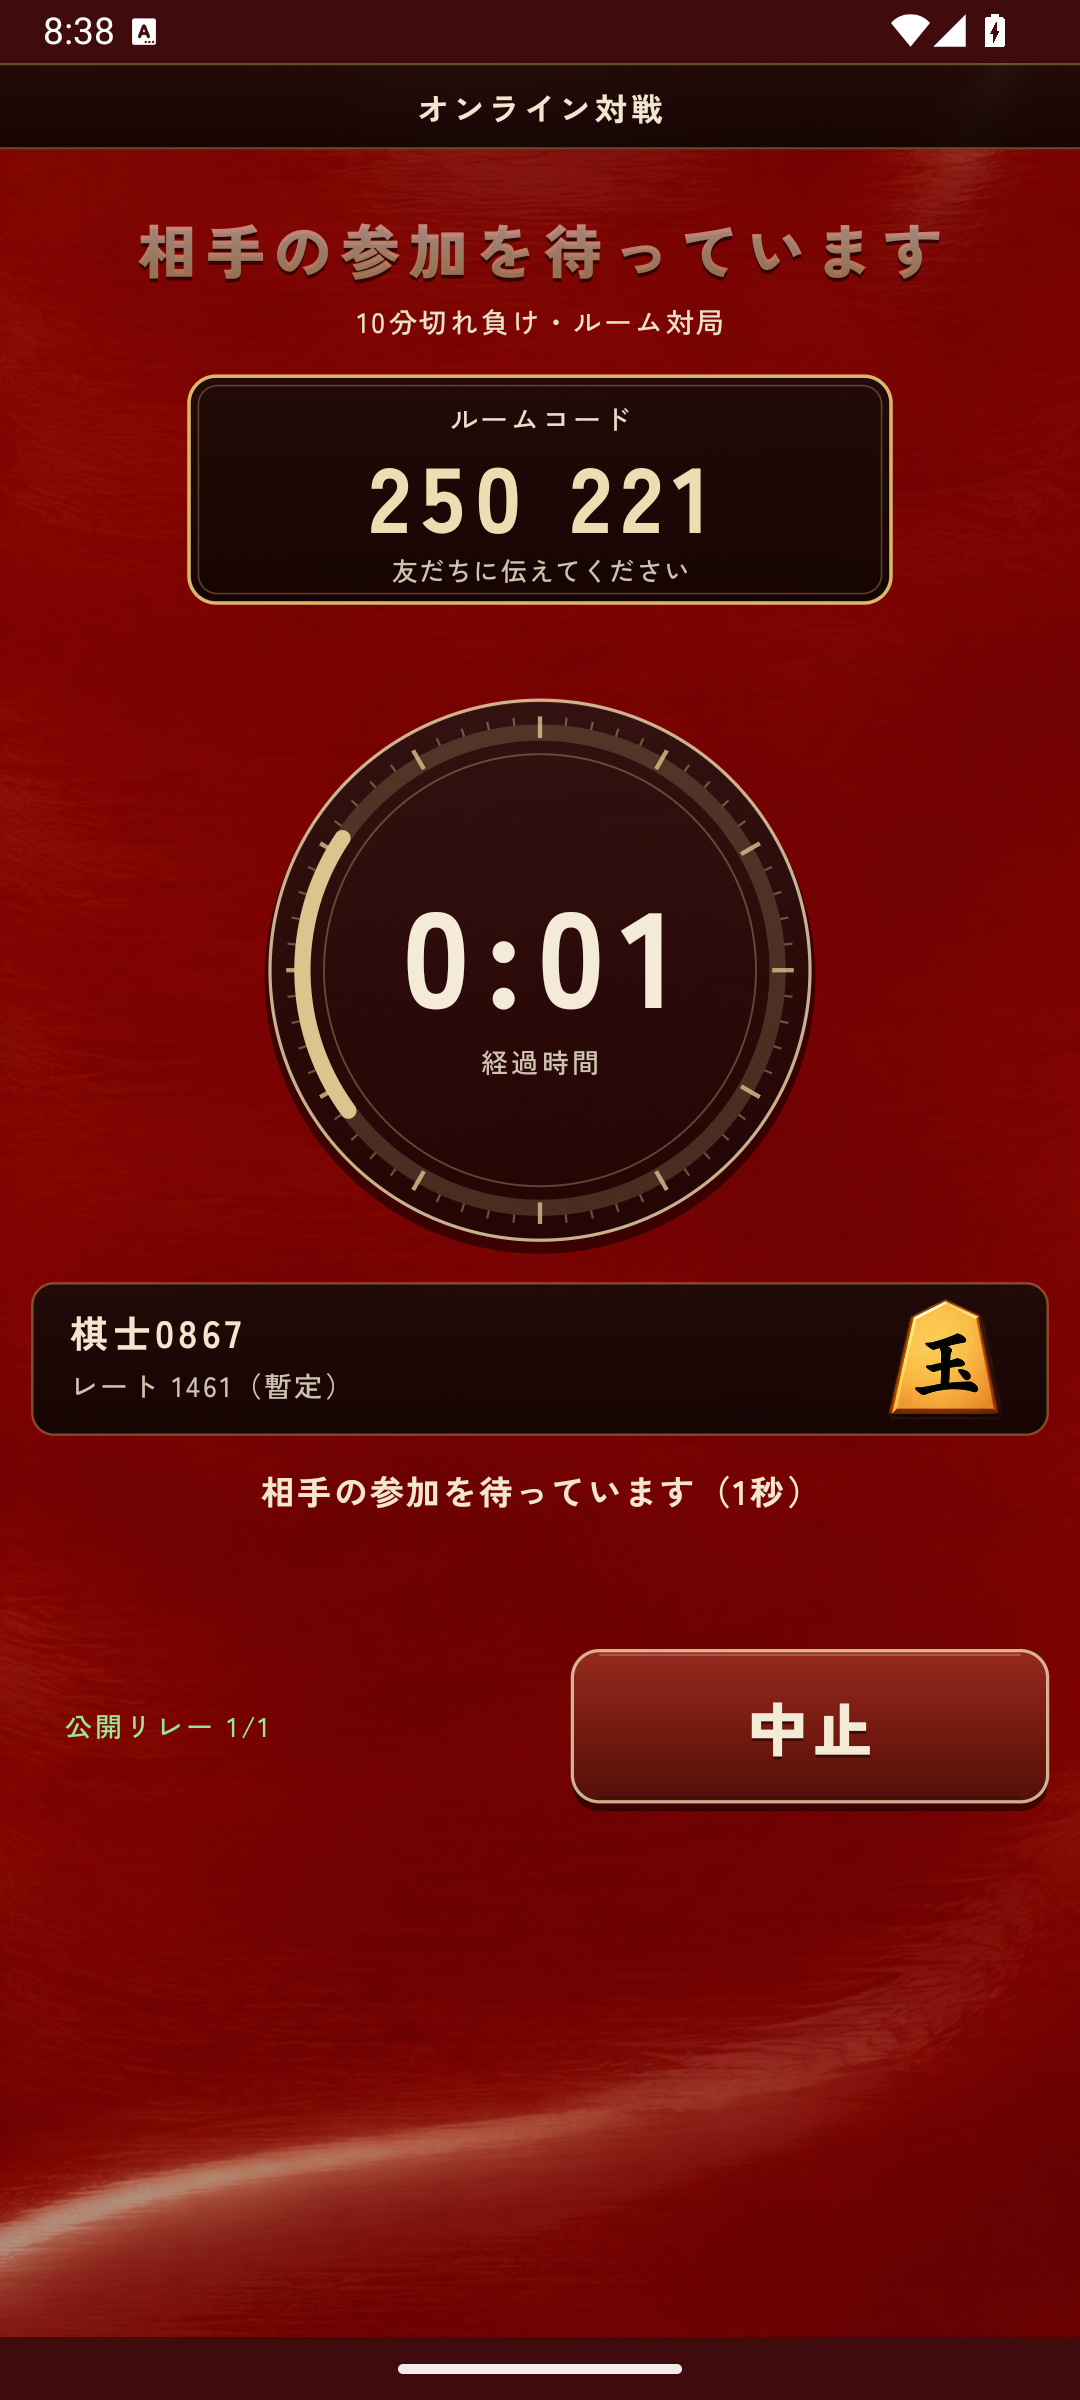 8:38
オンライン対戦
相手の参加を待っています
10分切れ負け・ルーム対局
ルームコード
250 221
友だちに伝えてください
0:01
経過時間
棋士0867
レート 1461（暫定）
玉
相手の参加を待っています（1秒）
公開リレー 1/1
中止